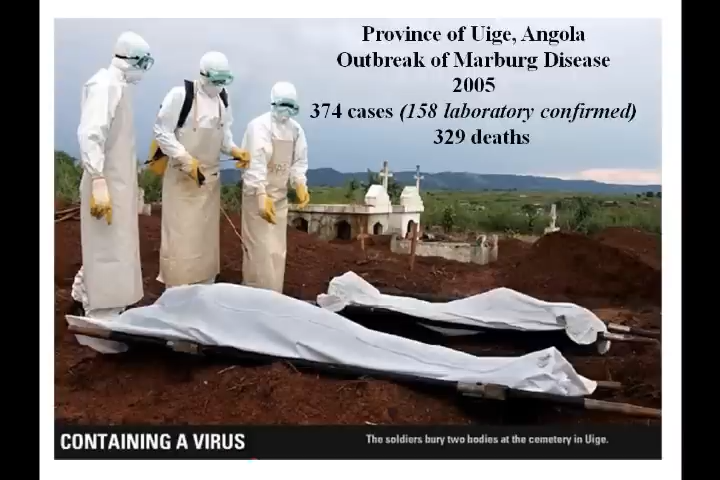 Province of Uige, Angola
Outbreak of Marburg Disease
2005
374 cases (158 laboratory confirmed)
329 deaths
CONTAINING A VIRUS
The soldiers bury two bodies at the cemetery in Uige.